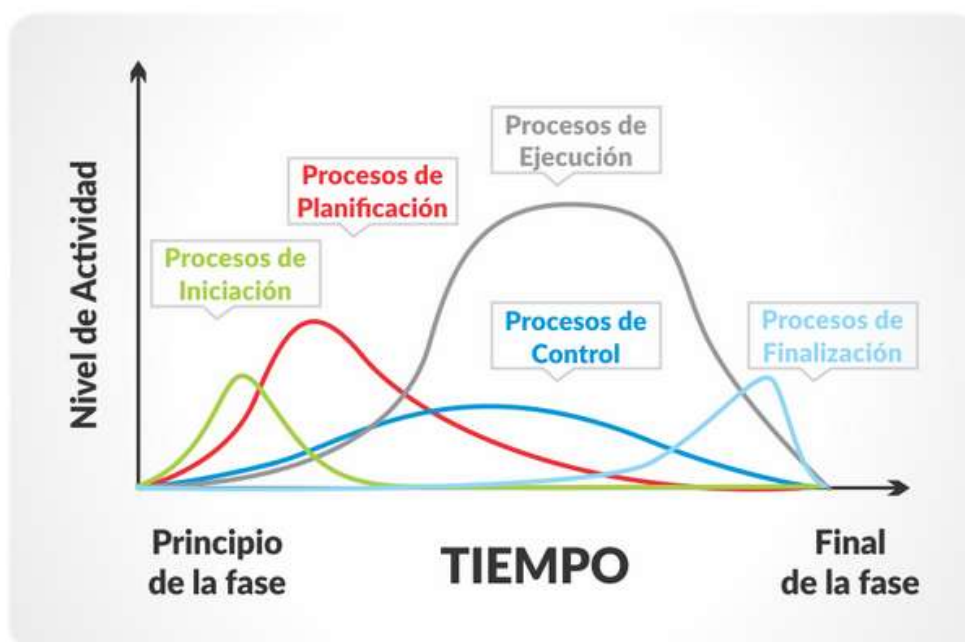 Nivel de Actividad
Procesos de
Iniciación
Procesos de
Planificación
Procesos de
Ejecución
Procesos de
Control
Procesos de
Finalización
Principio
de la fase
TIEMPO
Final
de la fase